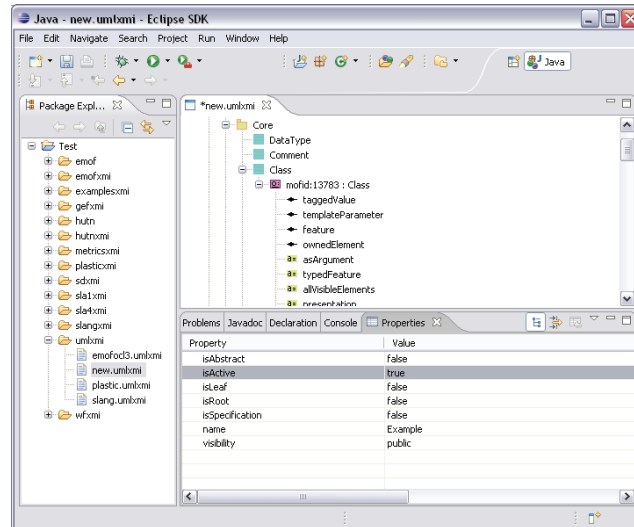 Java - new.umlxmi - Eclipse SDK
File Edit Navigate Search Project Run Window Help
Java
Package Expl...
Test
emof
emofxmi
examplesxmi
gefxmi
hutn
hutnxmi
metricsxmi
plasticxmi
sdxmi
sla1xmi
sla4xmi
slangxmi
umlxmi
emofocl3.umlxmi
new.umlxmi
plastic.umlxmi
slang.umlxmi
wfxmi
*new.umlxmi
Core
DataType
Comment
Class
mofid:13783 : Class
taggedValue
templateParameter
feature
ownedElement
asArgument
typedFeature
allVisibleElements
presentation
Problems Javadoc Declaration Console Properties
Property Value
isAbstract false
isActive true
isLeaf false
isRoot false
isSpecification false
name Example
visibility public